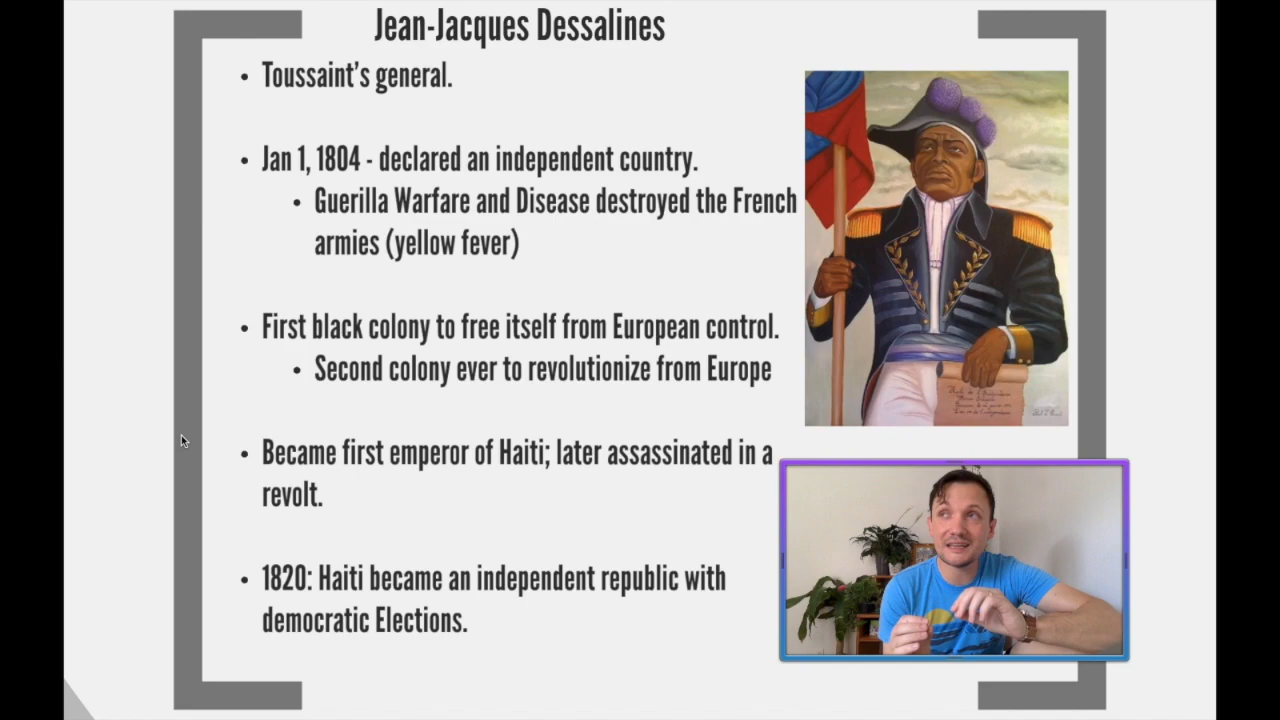 Jean-Jacques Dessalines
• Toussaint's general.
• Jan 1, 1804 - declared an independent country.
• Guerilla Warfare and Disease destroyed the French
armies (yellow fever)
• First black colony to free itself from European control.
• Second colony ever to revolutionize from Europe
• Became first emperor of Haiti; later assassinated in a
revolt.
• 1820: Haiti became an independent republic with
democratic Elections.